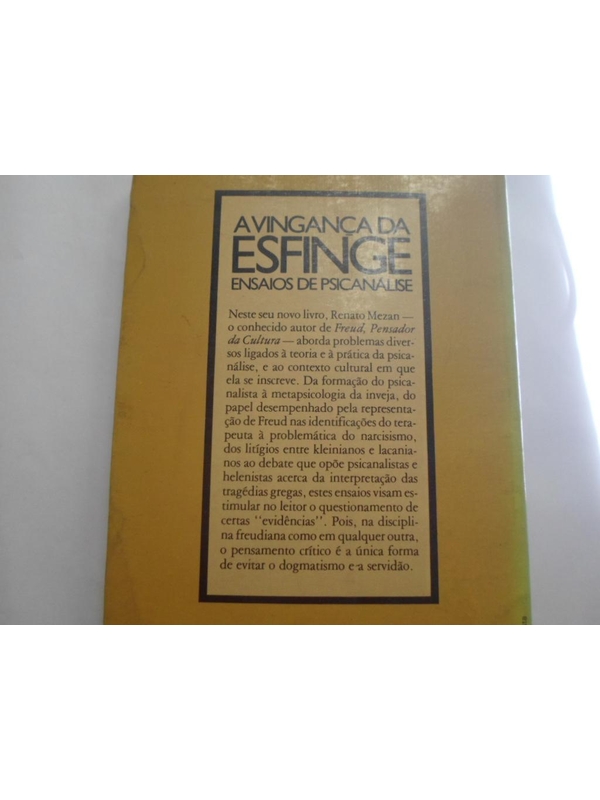 A VINGANÇA DA
ESFINGE
ENSAIOS DE PSICANÁLISE
Neste seu novo livro, Renato Mezan —
o conhecido autor de Freud, Pensador
da Cultura — aborda problemas diver-
sos ligados à teoria e à prática da psica-
nálise, e ao contexto cultural em que
ela se inscreve. Da formação do psica-
nalista à metapsicologia da inveja, do
papel desempenhado pela representa-
ção de Freud nas identificações do tera-
peuta à problemática do narcisismo,
dos litígios entre kleinianos e lacania-
nos ao debate que opõe psicanalistas e
helenistas acerca da interpretação das
tragédias gregas, estes ensaios visam es-
timular no leitor o questionamento de
certas "evidências". Pois, na discipli-
na freudiana como em qualquer outra,
o pensamento crítico é a única forma
de evitar o dogmatismo e a servidão.